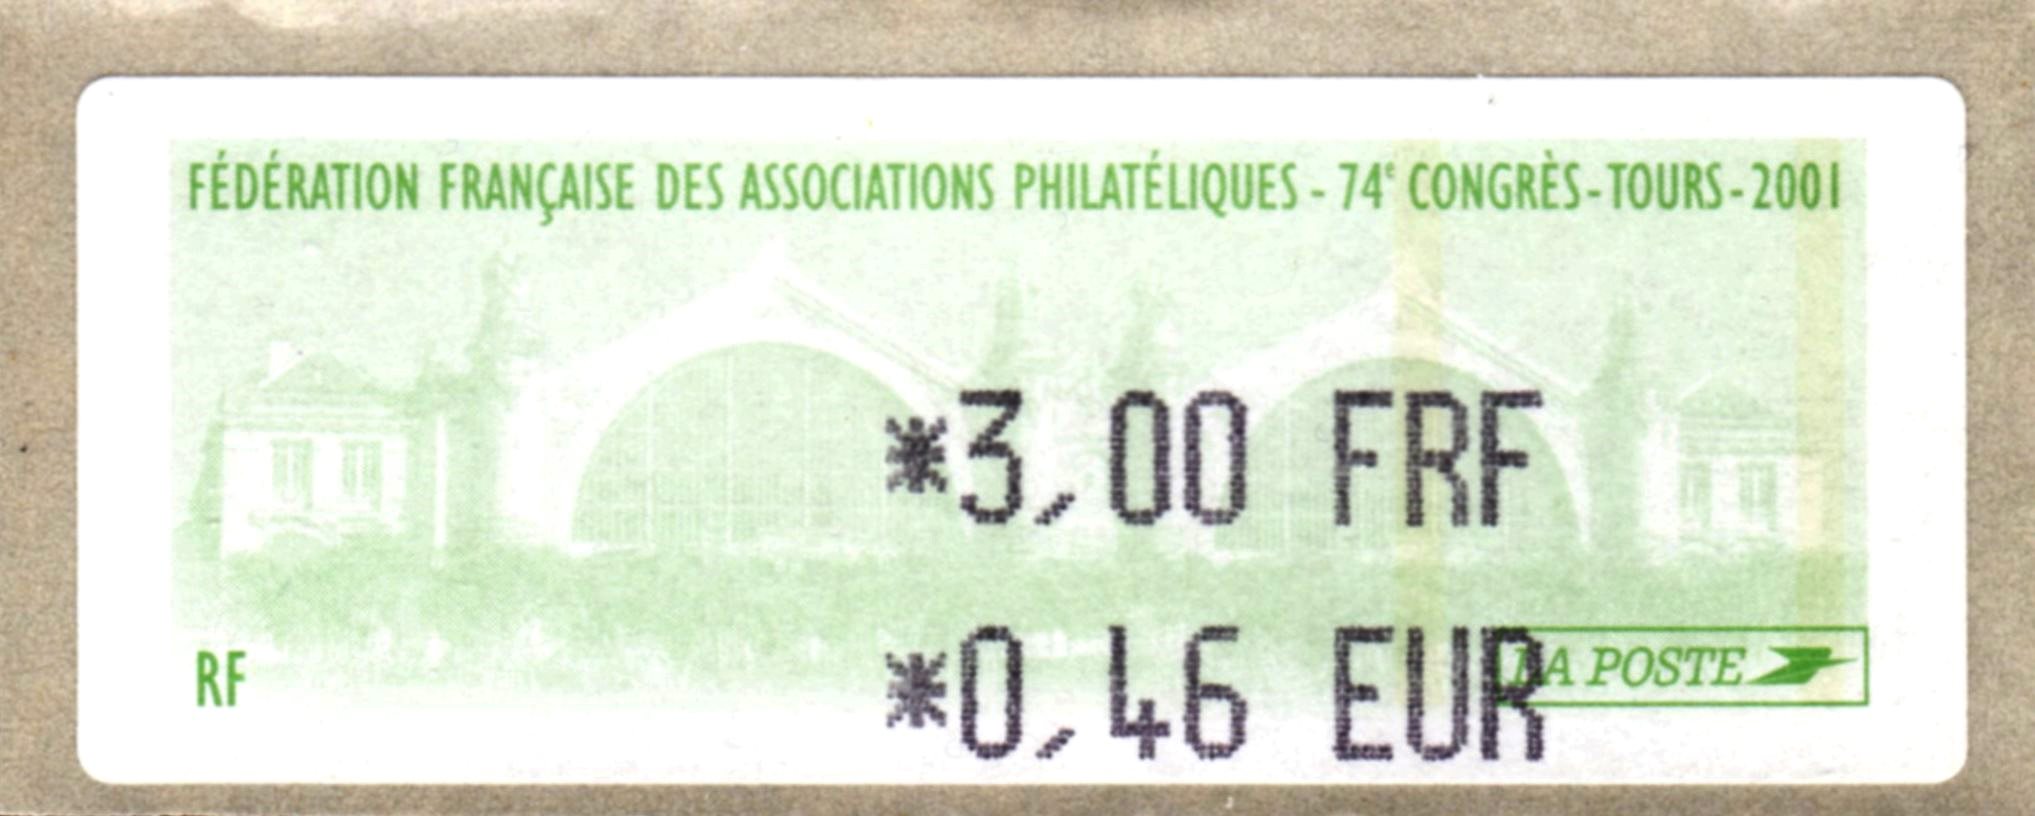 FÉDÉRATION FRANÇAISE DES ASSOCIATIONS PHILATÉLIQUES - 74e CONGRÈS - TOURS - 2001
*3,00 FRF
*0,46 EUR
RF
LA POSTE